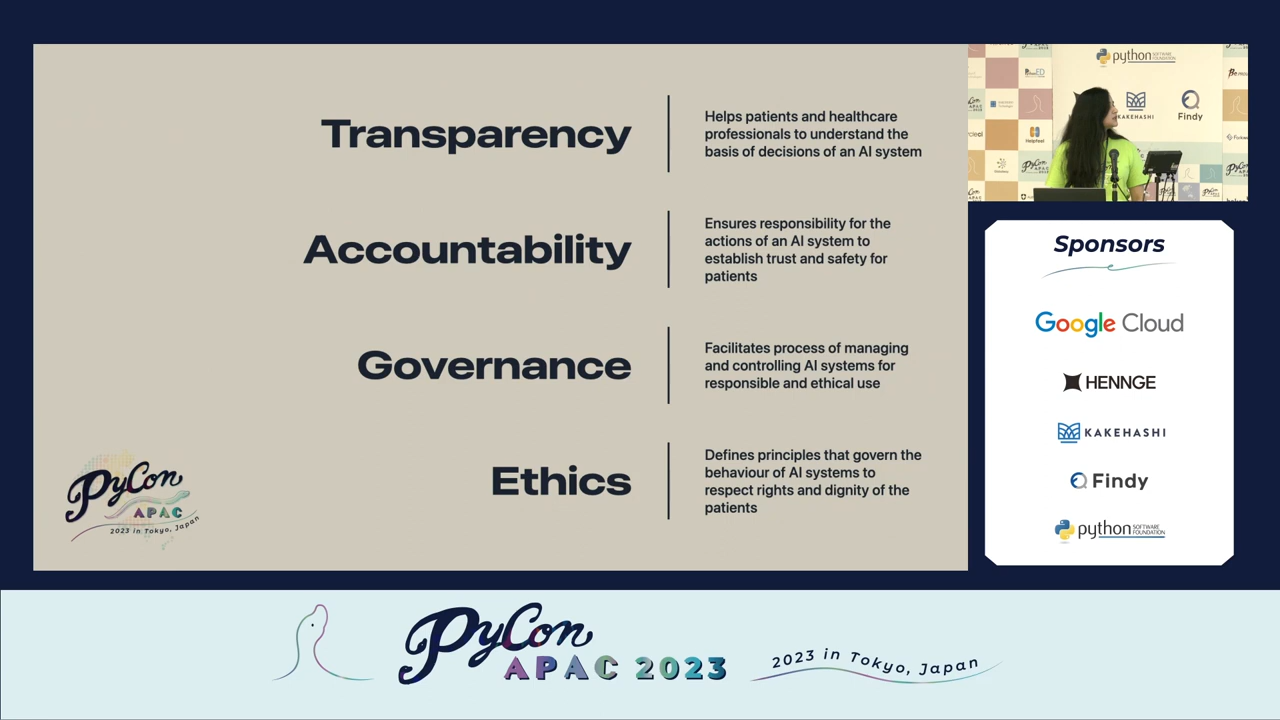 Transparency
Helps patients and healthcare
professionals to understand the
basis of decisions of an AI system
Accountability
Ensures responsibility for the
actions of an AI system to
establish trust and safety for
patients
Governance
Facilitates process of managing
and controlling AI systems for
responsible and ethical use
Ethics
Defines principles that govern the
behaviour of AI systems to
respect rights and dignity of the
patients
PyCon
APAC
2023 in Tokyo, Japan
python
SOFTWARE
FOUNDATION
KAKEHASHI
Findy
Helpfeel
Sponsors
Google Cloud
HENNGE
KAKEHASHI
Findy
python
SOFTWARE
FOUNDATION
PyCon
APAC 2023
2023 in Tokyo, Japan